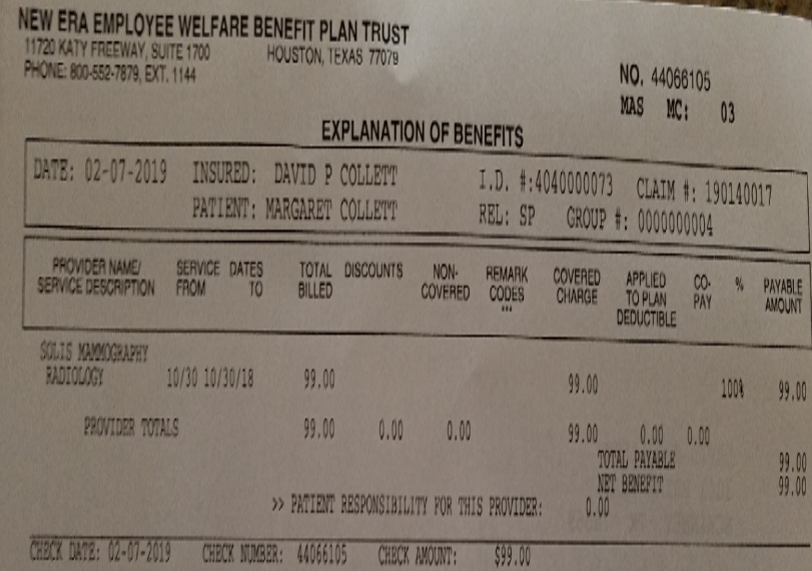 NEW ERA EMPLOYEE WELFARE BENEFIT PLAN TRUST
11720 KATY FREEWAY, SUITE 1700 HOUSTON, TEXAS 77079
PHONE: 800-552-7879, EXT. 1144
NO. 44066105
MAS MC: 03
EXPLANATION OF BENEFITS
DATE: 02-07-2019 INSURED: DAVID P COLLETT I.D. #:4040000073 CLAIM #: 190140017
PATIENT: MARGARET COLLETT REL: SP GROUP #: 0000000004
PROVIDER NAME/ SERVICE DATES TOTAL DISCOUNTS NON- REMARK COVERED APPLIED CO- % PAYABLE
SERVICE DESCRIPTION FROM TO BILLED COVERED CODES CHARGE TO PLAN PAY AMOUNT
*** DEDUCTIBLE
SOLIS MAMMOGRAPHY
RADIOLOGY 10/30 10/30/18 99.00 99.00 100% 99.00
PROVIDER TOTALS 99.00 0.00 0.00 99.00 0.00 0.00
TOTAL PAYABLE 99.00
NET BENEFIT 99.00
>> PATIENT RESPONSIBILITY FOR THIS PROVIDER: 0.00
CHECK DATE: 02-07-2019 CHECK NUMBER: 44066105 CHECK AMOUNT: $99.00